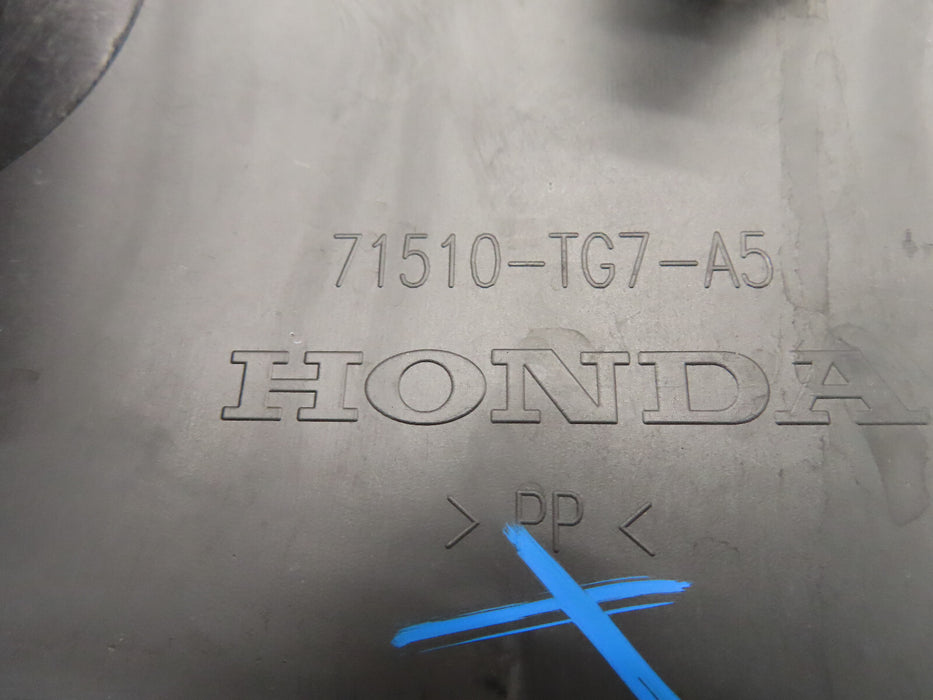 71510-TG7-A5
HONDA
> PP <